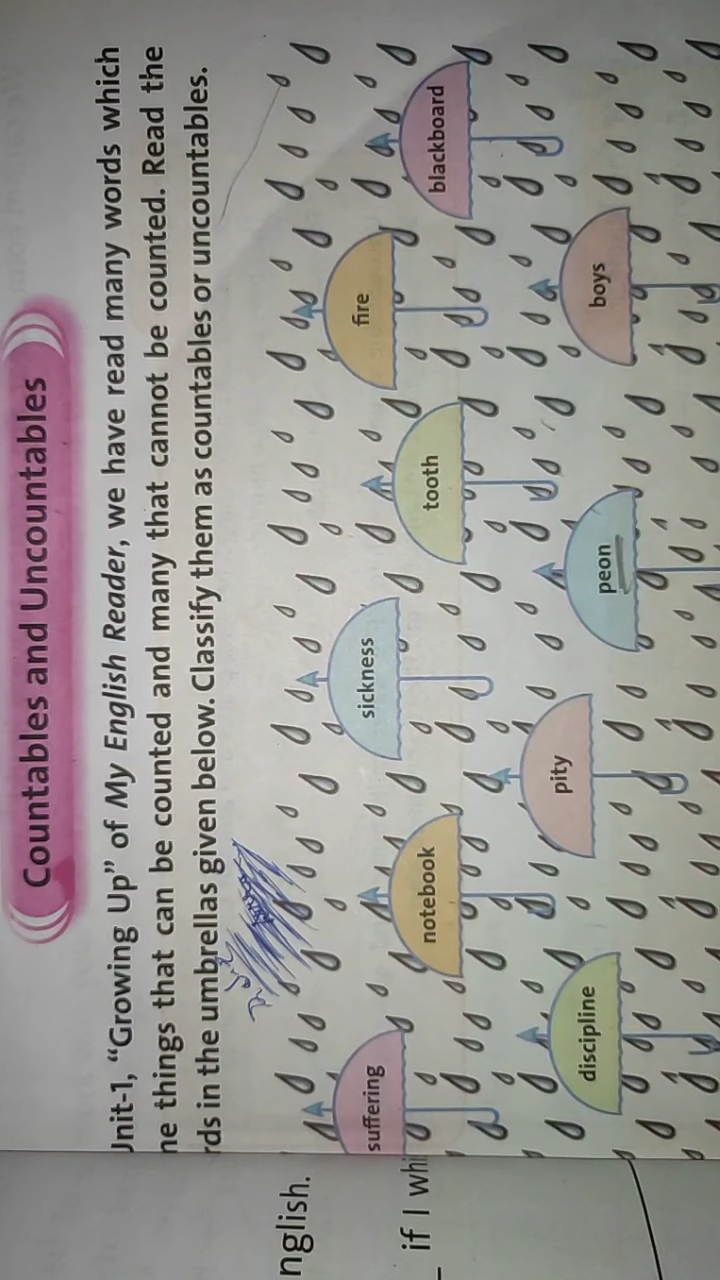 Countables and Uncountables
Unit-1, “Growing Up” of My English Reader, we have read many words which
ne things that can be counted and many that cannot be counted. Read the
rds in the umbrellas given below. Classify them as countables or uncountables.
suffering
sickness
fire
notebook
tooth
blackboard
discipline
pity
peon
boys
nglish.
if I whi